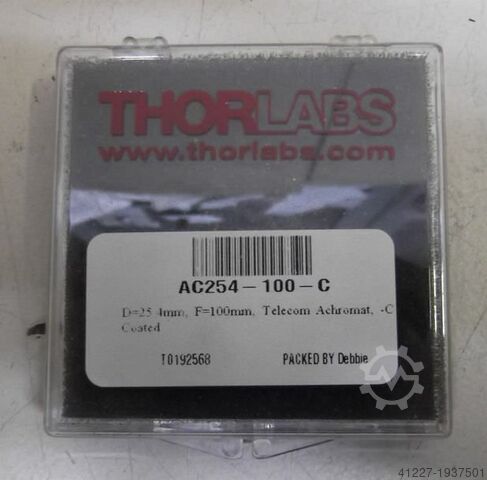 THORLABS
www.thorlabs.com
AC254-100-C
D=25.4mm, F=100mm, Telecom Achromat, -C
Coated
T0192568 PACKED BY Debbie
41227-1937501